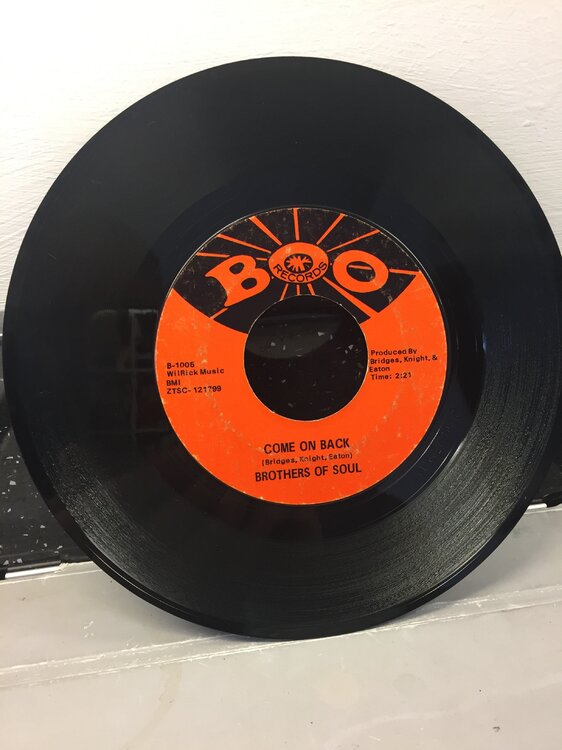 BOO
RECORDS
B-1005
WilRick Music
BMI
ZTSC-121799
Produced By
Bridges, Knight, &
Eaton
Time: 2:21
COME ON BACK
(Bridges, Knight, Eaton)
BROTHERS OF SOUL